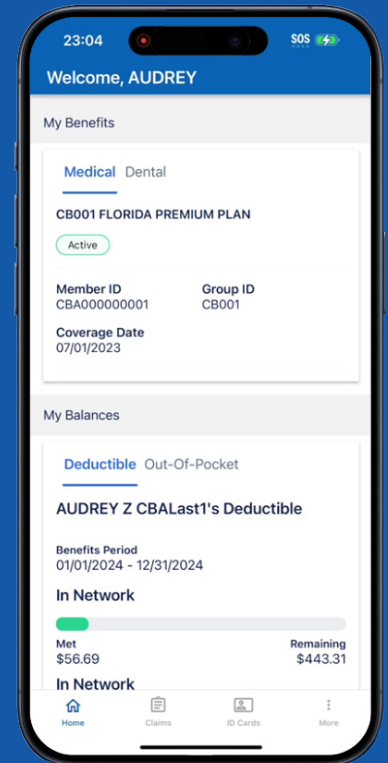 23:04
SOS
Welcome, AUDREY
My Benefits
Medical Dental
CB001 FLORIDA PREMIUM PLAN
Active
Member ID Group ID
CBA000000001 CB001
Coverage Date
07/01/2023
My Balances
Deductible Out-Of-Pocket
AUDREY Z CBALast1's Deductible
Benefits Period
01/01/2024 - 12/31/2024
In Network
Met Remaining
$56.69 $443.31
In Network
Home Claims ID Cards More